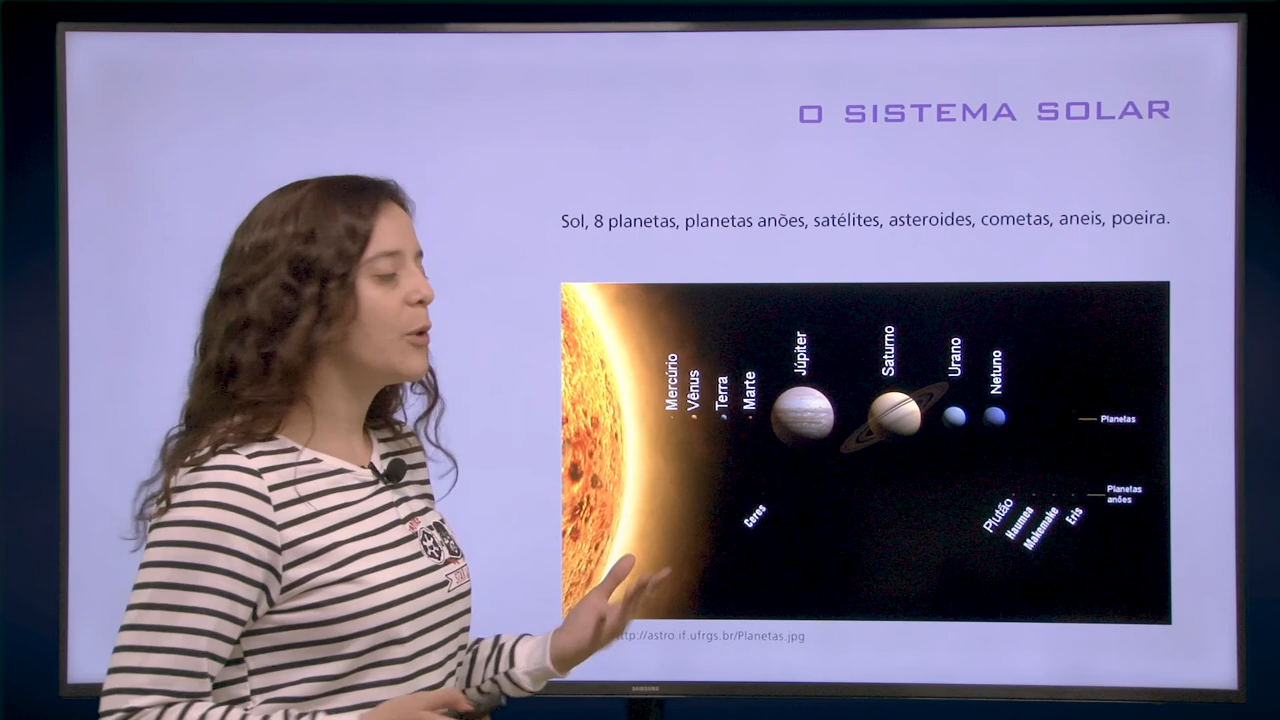 O SISTEMA SOLAR
Sol, 8 planetas, planetas anões, satélites, asteroides, cometas, aneis, poeira.
Mercúrio
Vênus
Terra
Marte
Júpiter
Saturno
Urano
Netuno
Planetas
Ceres
Plutão
Haumea
Makemake
Eris
Planetas
anões
ttp://astro.if.ufrgs.br/Planetas.jpg
SAMSUNG